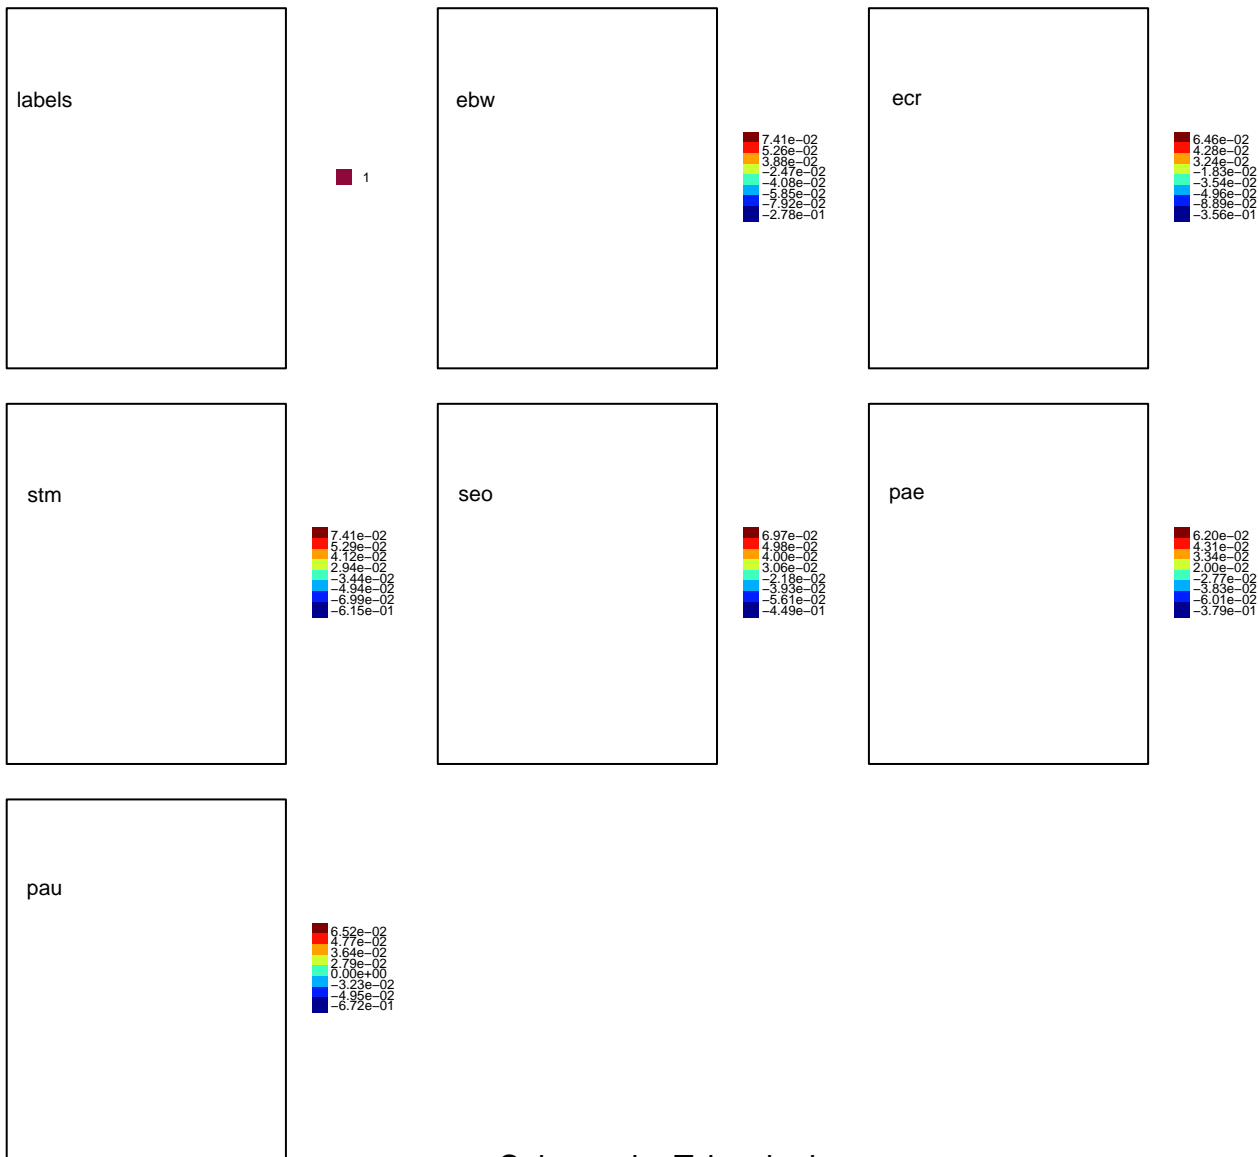 labels
1
ebw
7.41e−02
5.26e−02
3.88e−02
−2.47e−02
−4.08e−02
−5.85e−02
−7.92e−02
−2.78e−01
ecr
6.46e−02
4.28e−02
3.24e−02
−1.83e−02
−3.54e−02
−4.96e−02
−8.89e−02
−3.56e−01
stm
7.41e−02
5.29e−02
4.12e−02
2.94e−02
−3.44e−02
−4.94e−02
−6.99e−02
−6.15e−01
seo
6.97e−02
4.98e−02
4.00e−02
3.06e−02
−2.18e−02
−3.93e−02
−5.61e−02
−4.49e−01
pae
6.20e−02
4.31e−02
3.34e−02
2.00e−02
−2.77e−02
−3.83e−02
−6.01e−02
−3.79e−01
pau
6.52e−02
4.77e−02
3.64e−02
2.79e−02
0.00e+00
−3.23e−02
−4.95e−02
−6.72e−01